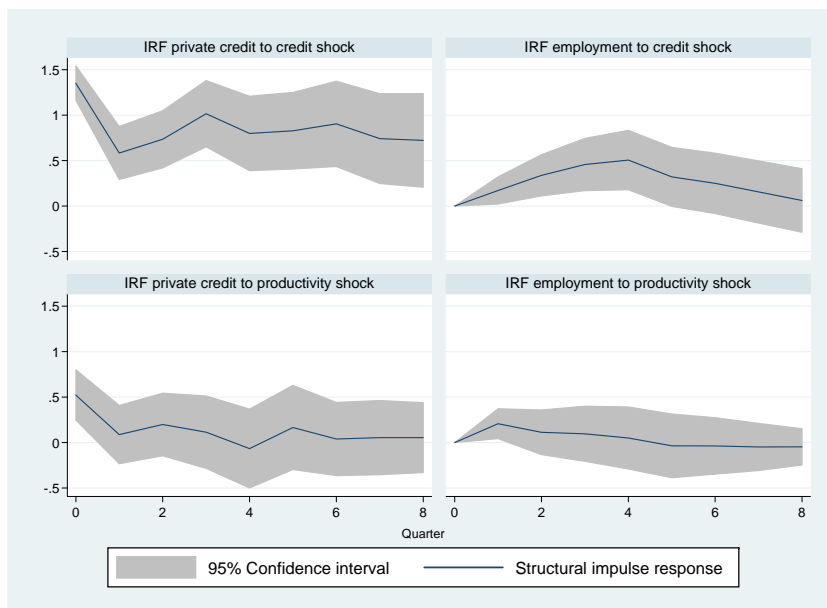 IRF private credit to credit shock
IRF employment to credit shock
1.5
1
.5
0
-.5
IRF private credit to productivity shock
IRF employment to productivity shock
1.5
1
.5
0
-.5
0 2 4 6 8
0 2 4 6 8
Quarter
95% Confidence interval
Structural impulse response